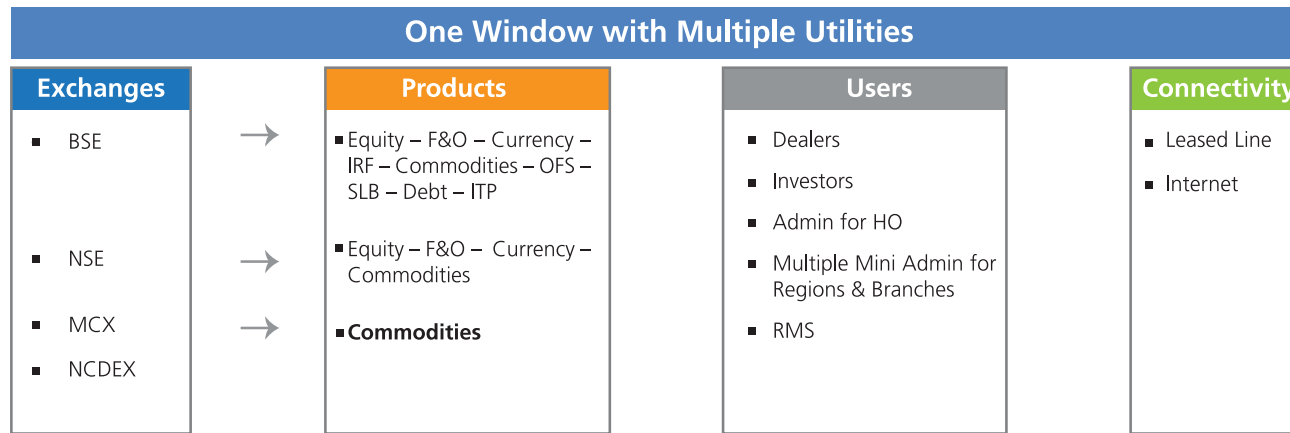 One Window with Multiple Utilities
Exchanges
▪ BSE
▪ NSE
▪ MCX
▪ NCDEX
Products
▪ Equity – F&O – Currency –
IRF – Commodities – OFS –
SLB – Debt – ITP
▪ Equity – F&O – Currency –
Commodities
▪ Commodities
Users
▪ Dealers
▪ Investors
▪ Admin for HO
▪ Multiple Mini Admin for
Regions & Branches
▪ RMS
Connectivity
▪ Leased Line
▪ Internet